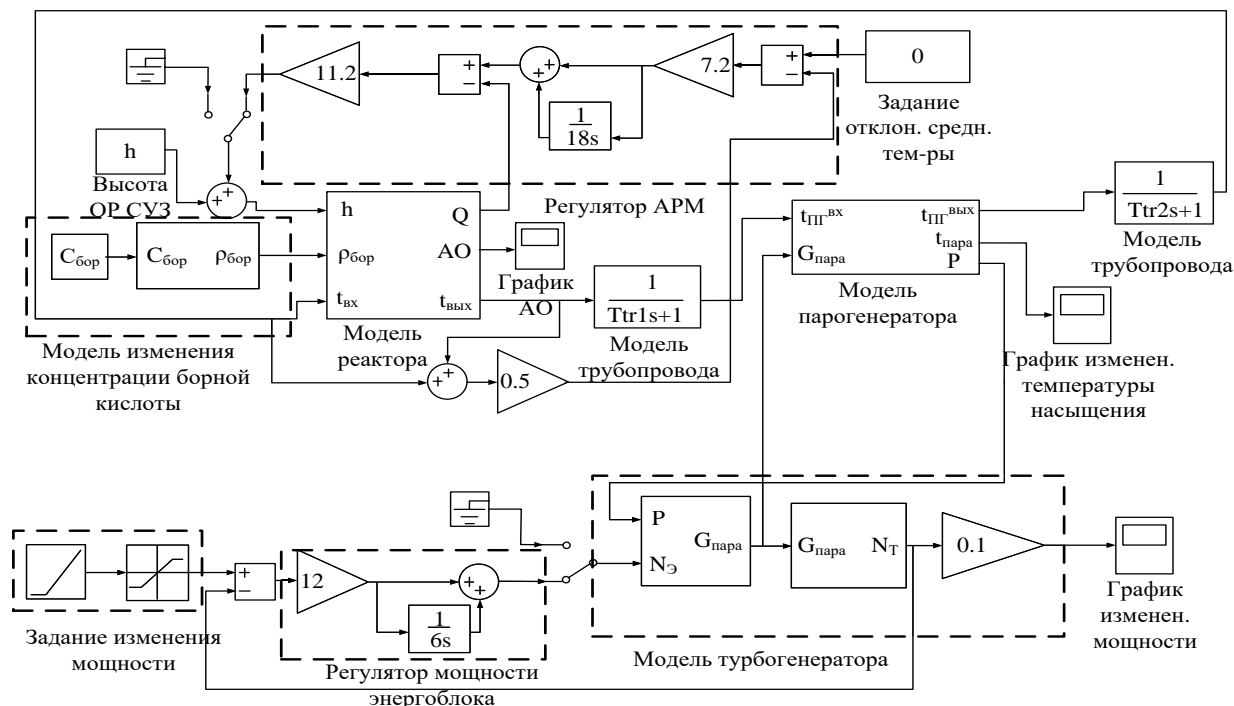 11.2
+
−
+
+
1
18s
7.2
+
−
0
Задание
отклон. средн.
тем-ры
h
Высота
ОР СУЗ
+
+
Регулятор АРМ
Cбор
Cбор ρбор
h Q
ρбор АО
tвх tвых
График
АО
Модель
реактора
Модель изменения
концентрации борной
кислоты
1
Ttr1s+1
Модель
трубопровода
+
+
0.5
tПГвх tПГвых
Gпара tпара
P
Модель
парогенератора
1
Ttr2s+1
Модель
трубопровода
График изменен.
температуры
насыщения
Задание изменения
мощности
+
−
12
+
+
1
6s
Регулятор мощности
энергоблока
P
Gпара
NЭ
Gпара NТ
0.1
Модель турбогенератора
График
изменен.
мощности